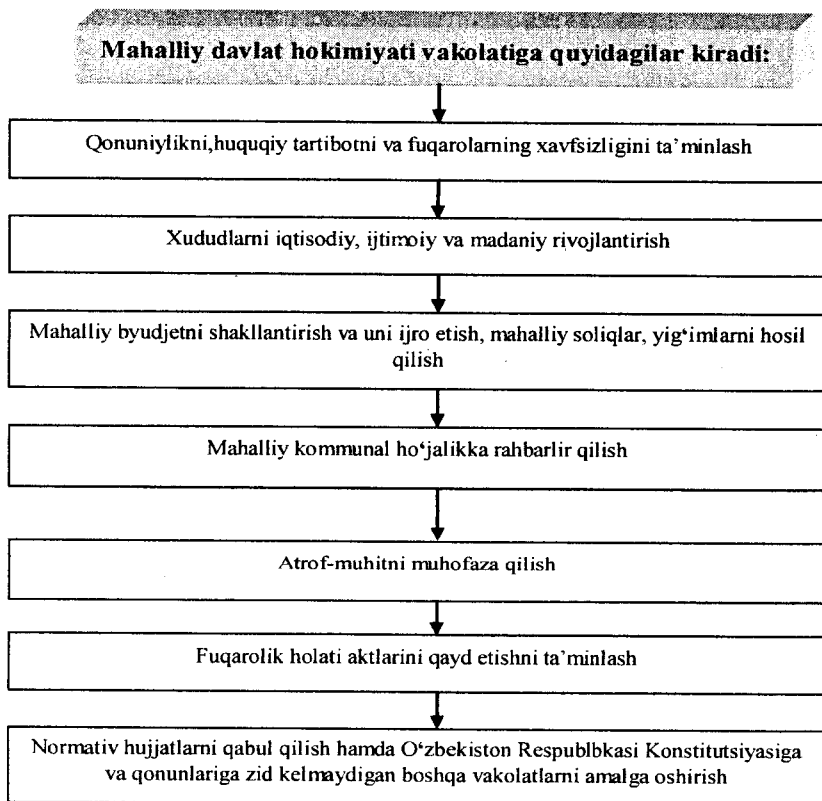 Mahalliy davlat hokimiyati vakolatiga quyidagilar kiradi:
Qonuniylikni,huquqiy tartibotni va fuqarolarning xavfsizligini ta’minlash
Xududlarni iqtisodiy, ijtimoiy va madaniy rivojlantirish
Mahalliy byudjetni shakllantirish va uni ijro etish, mahalliy soliqlar, yig‘imlarni hosil
qilish
Mahalliy kommunal ho‘jalikka rahbarlir qilish
Atrof-muhitni muhofaza qilish
Fuqarolik holati aktlarini qayd etishni ta’minlash
Normativ hujjatlarni qabul qilish hamda O‘zbekiston Respublbkasi Konstitutsiyasiga
va qonunlariga zid kelmaydigan boshqa vakolatlarni amalga oshirish